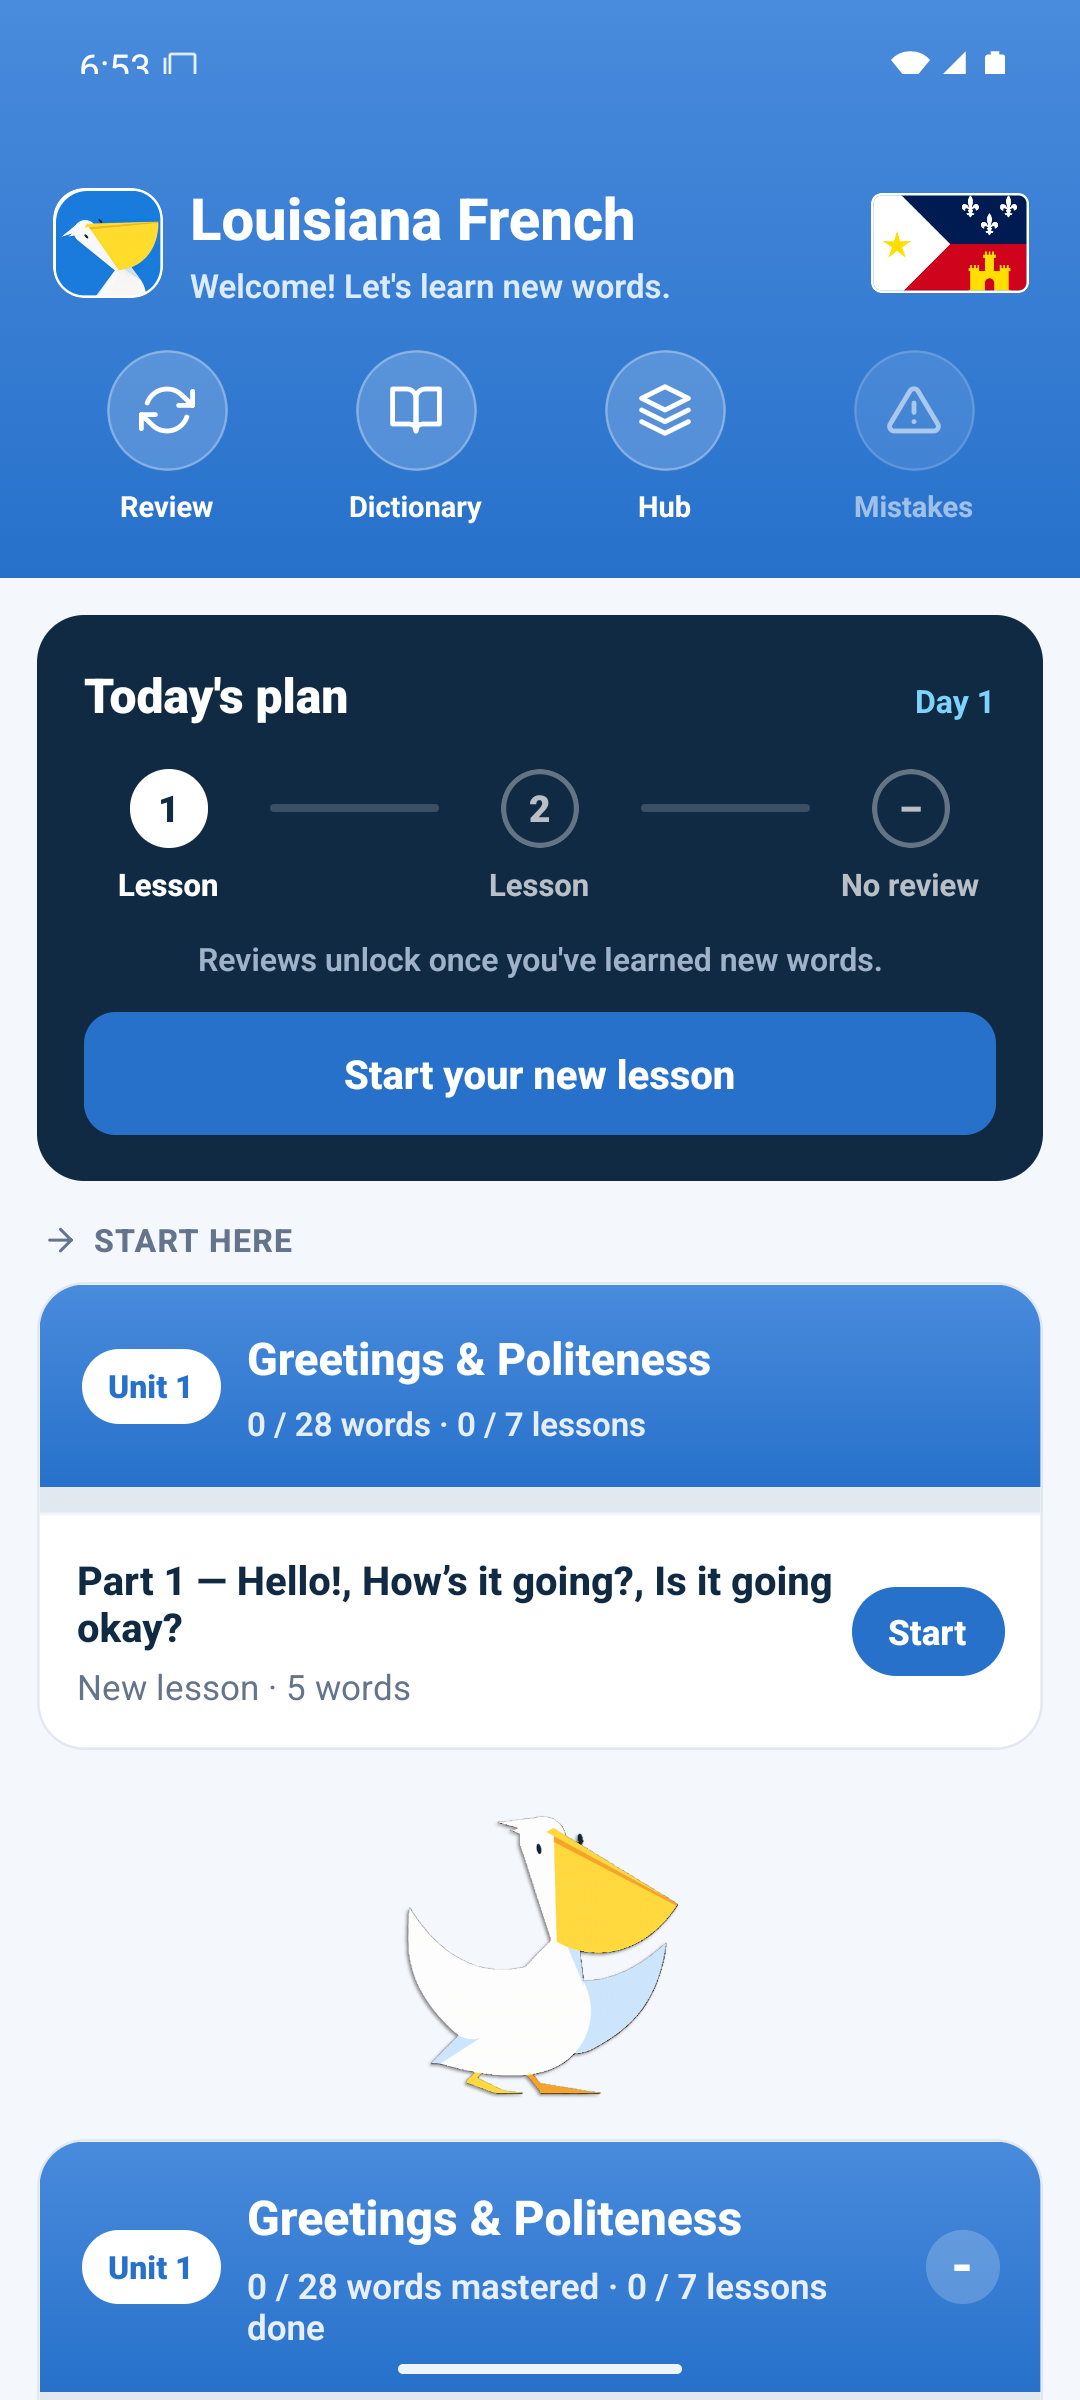 6:53
Louisiana French
Welcome! Let's learn new words.
Review
Dictionary
Hub
Mistakes
Today's plan
Day 1
1
2
–
Lesson
Lesson
No review
Reviews unlock once you've learned new words.
Start your new lesson
→ START HERE
Unit 1
Greetings & Politeness
0 / 28 words · 0 / 7 lessons
Part 1 — Hello!, How’s it going?, Is it going
okay?
New lesson · 5 words
Start
Unit 1
Greetings & Politeness
0 / 28 words mastered · 0 / 7 lessons
done
-